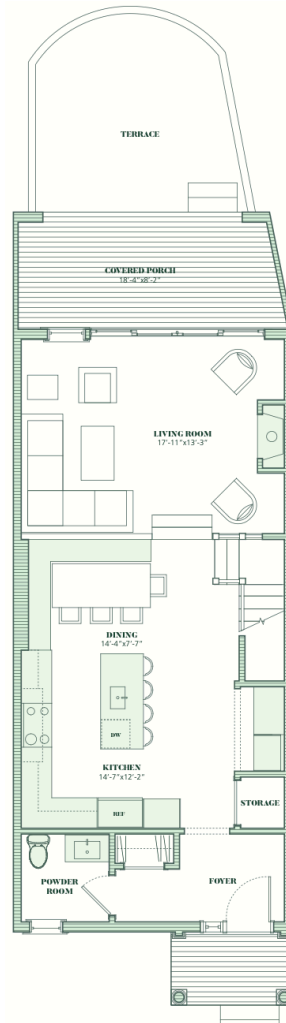 TERRACE
COVERED PORCH
18'-4"x8'-2"
LIVING ROOM
17'-11"x13'-3"
DINING
14'-4"x7'-7"
DW
KITCHEN
14'-7"x12'-2"
REF
STORAGE
POWDER
ROOM
FOYER